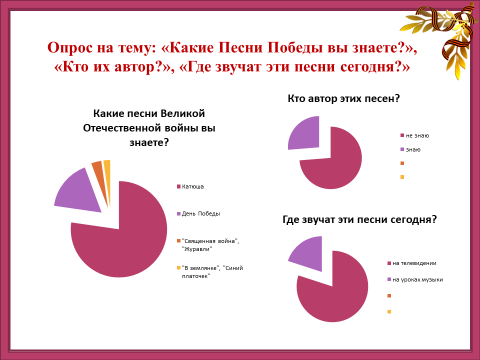 Опрос на тему: «Какие Песни Победы вы знаете?»,
«Кто их автор?», «Где звучат эти песни сегодня?»
Какие песни Великой
Отечественной войны вы
знаете?
Катюша
День Победы
"Священная война",
"Журавли"
"В землянке", "Синий
платочек"
Кто автор этих песен?
не знаю
знаю
Где звучат эти песни сегодня?
на телевидении
на уроках музыки